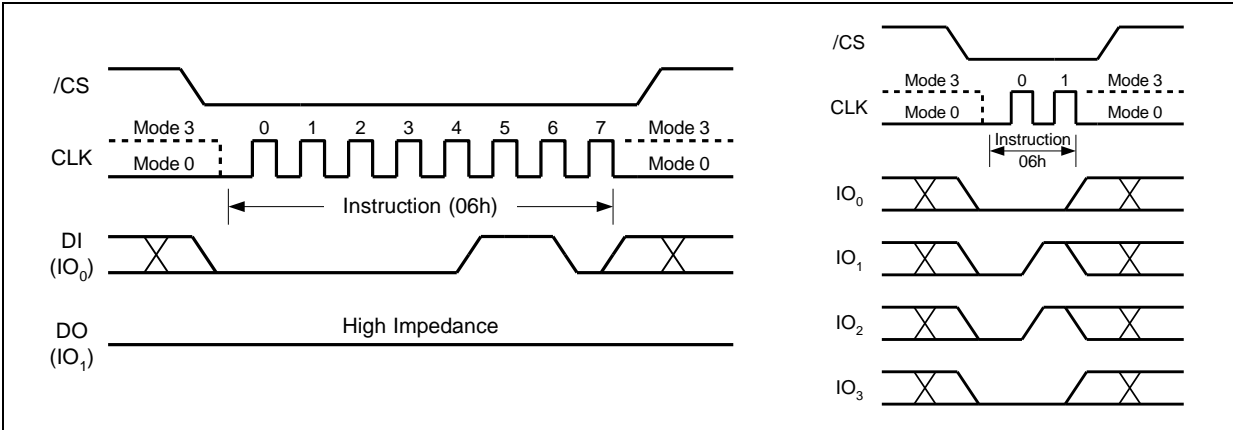 /CS
Mode 3
0 1 2 3 4 5 6 7
Mode 3
CLK
Mode 0
Mode 0
Instruction (06h)
DI
(IO0)
High Impedance
DO
(IO1)
/CS
Mode 3
0 1
Mode 3
CLK
Mode 0
Mode 0
Instruction
06h
IO0
IO1
IO2
IO3